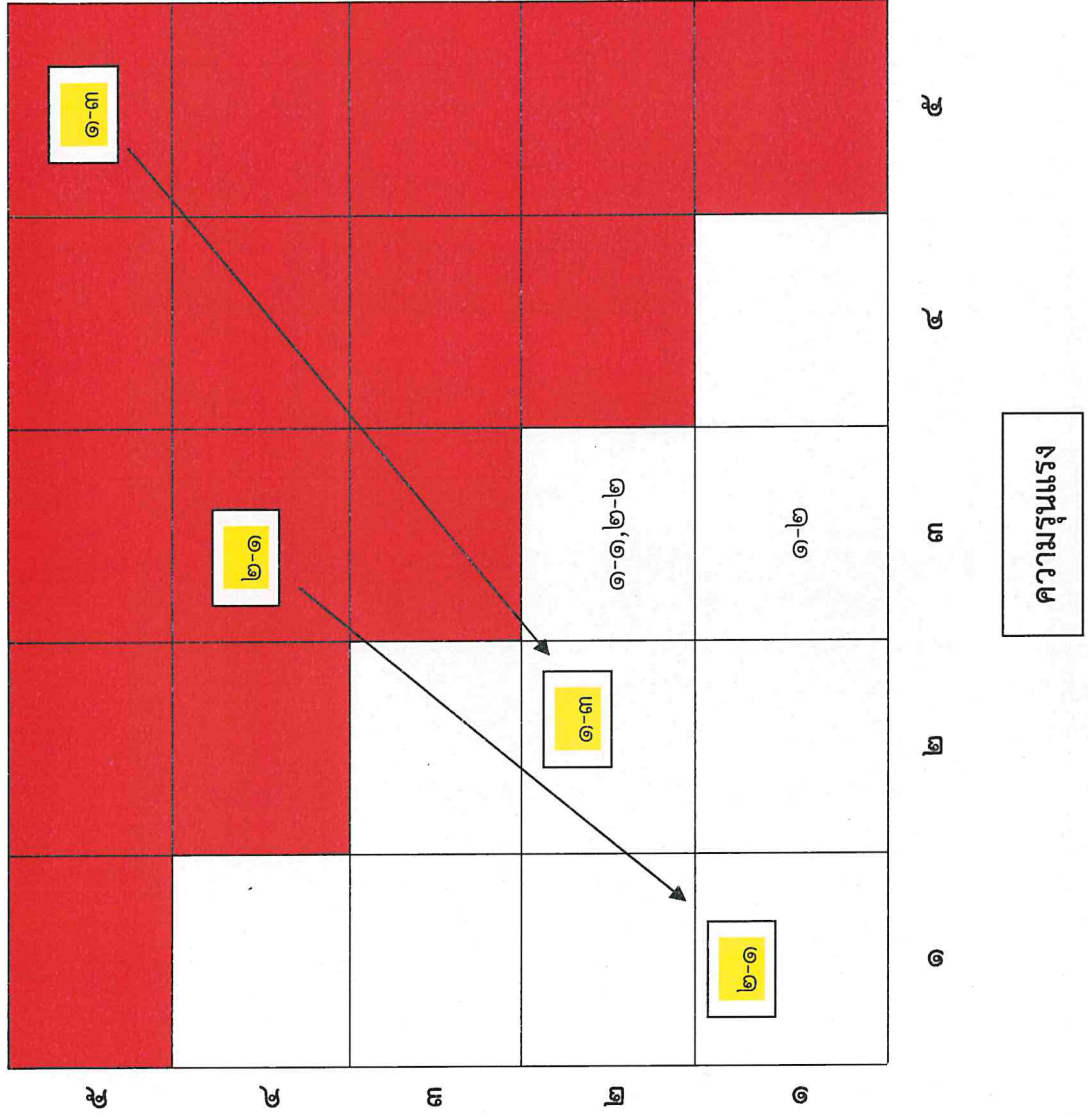 ๕ ๑-๓
๔ ๒-๑
๓
๒ ๑-๓ ๑-๑,๒-๒
๑ ๒-๑ ๑-๒
๑ ๒ ๓ ๔ ๕
ความรุนแรง